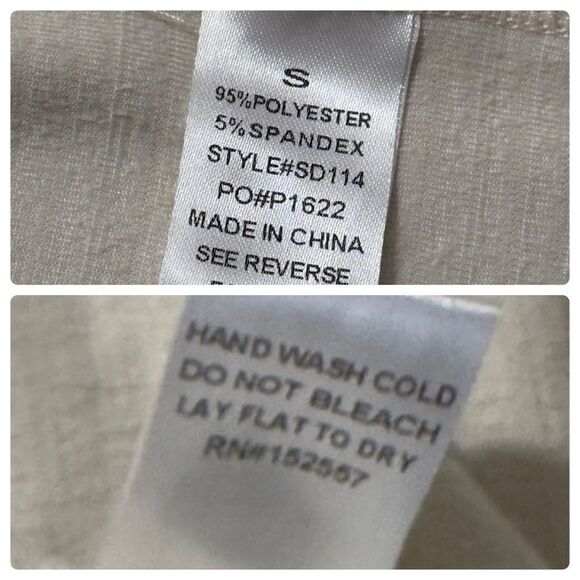 S
95%POLYESTER
5%SPANDEX
STYLE#SD114
PO#P1622
MADE IN CHINA
SEE REVERSE
HAND WASH COLD
DO NOT BLEACH
LAY FLAT TO DRY
RN#152567